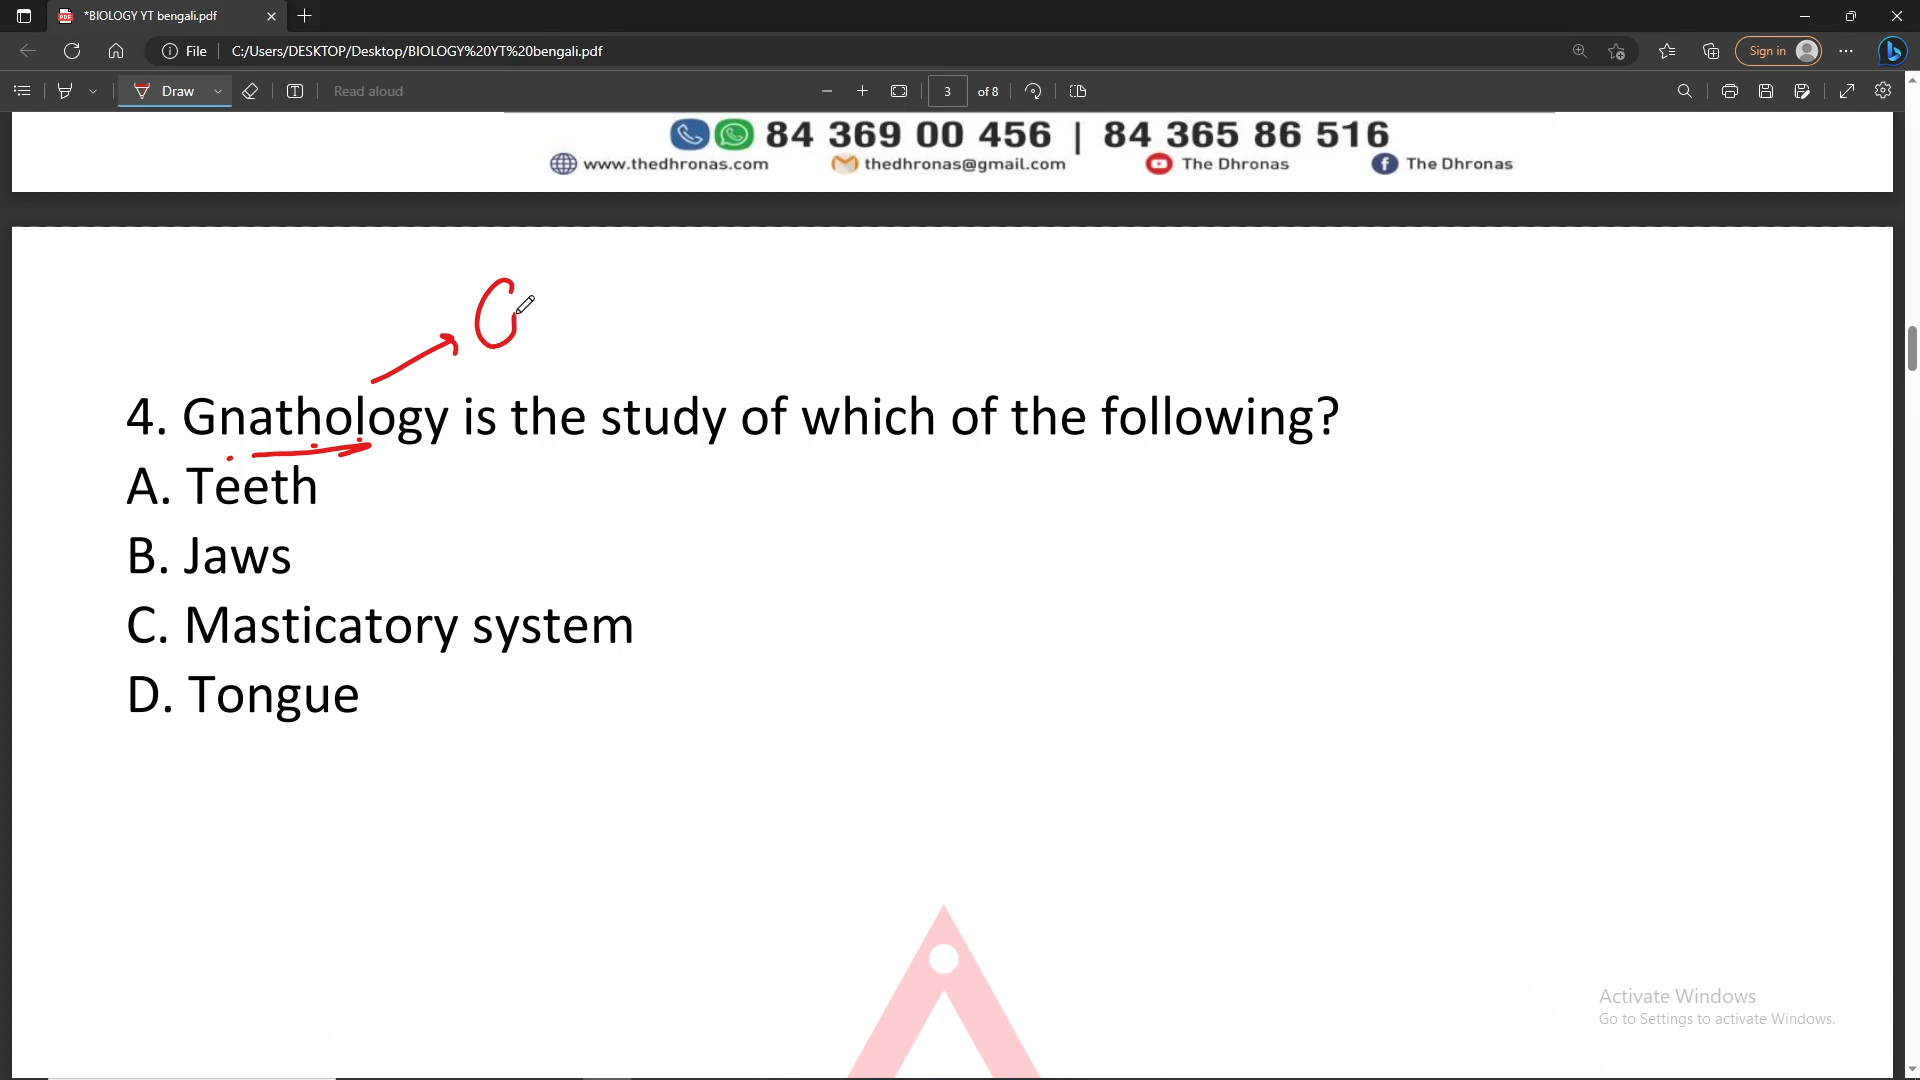 *BIOLOGY YT bengali.pdf
File C:/Users/DESKTOP/Desktop/BIOLOGY%20YT%20bengali.pdf Sign in
Draw Read aloud 3 of 8
84 369 00 456 | 84 365 86 516
www.thedhronas.com thedhronas@gmail.com The Dhronas The Dhronas
4. Gnathology is the study of which of the following?
A. Teeth
B. Jaws
C. Masticatory system
D. Tongue
Activate Windows
Go to Settings to activate Windows.